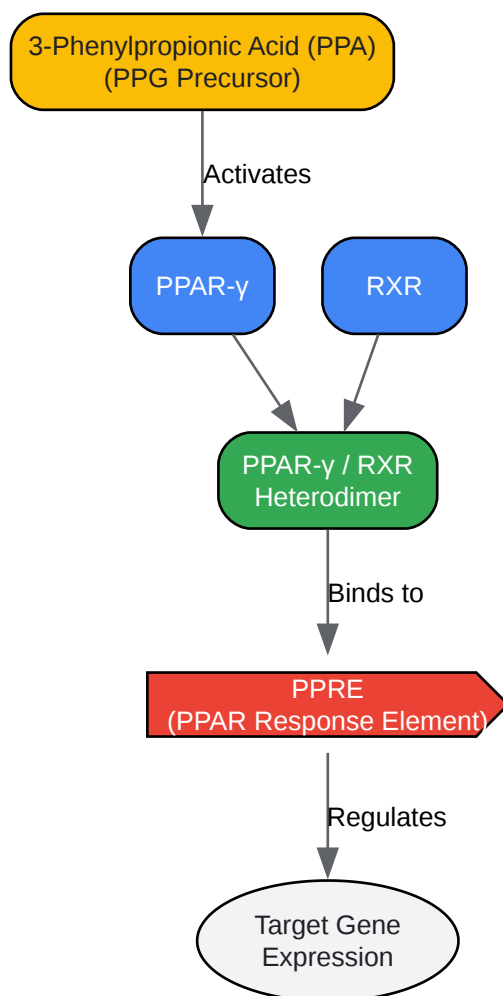 3-Phenylpropionic Acid (PPA)
(PPG Precursor)
Activates
PPAR-γ
RXR
PPAR-γ / RXR
Heterodimer
Binds to
PPRE
(PPAR Response Element)
Regulates
Target Gene
Expression